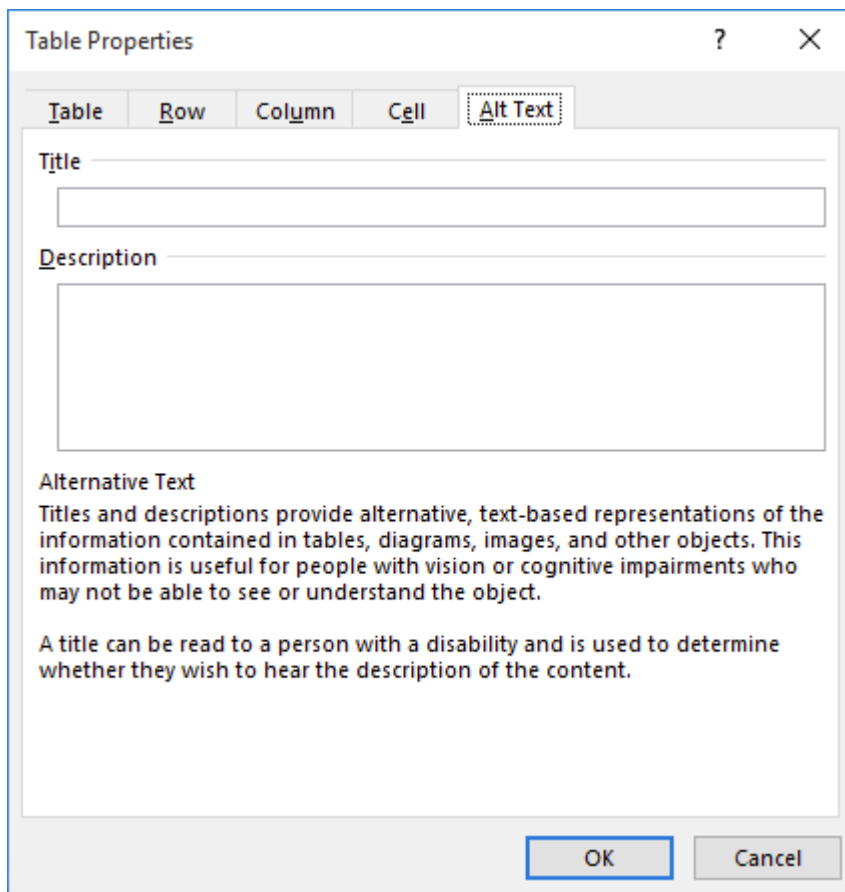 Table Properties ?
Table Row Column Cell Alt Text
Title
Description
Alternative Text
Titles and descriptions provide alternative, text-based representations of the
information contained in tables, diagrams, images, and other objects. This
information is useful for people with vision or cognitive impairments who
may not be able to see or understand the object.
A title can be read to a person with a disability and is used to determine
whether they wish to hear the description of the content.
OK Cancel